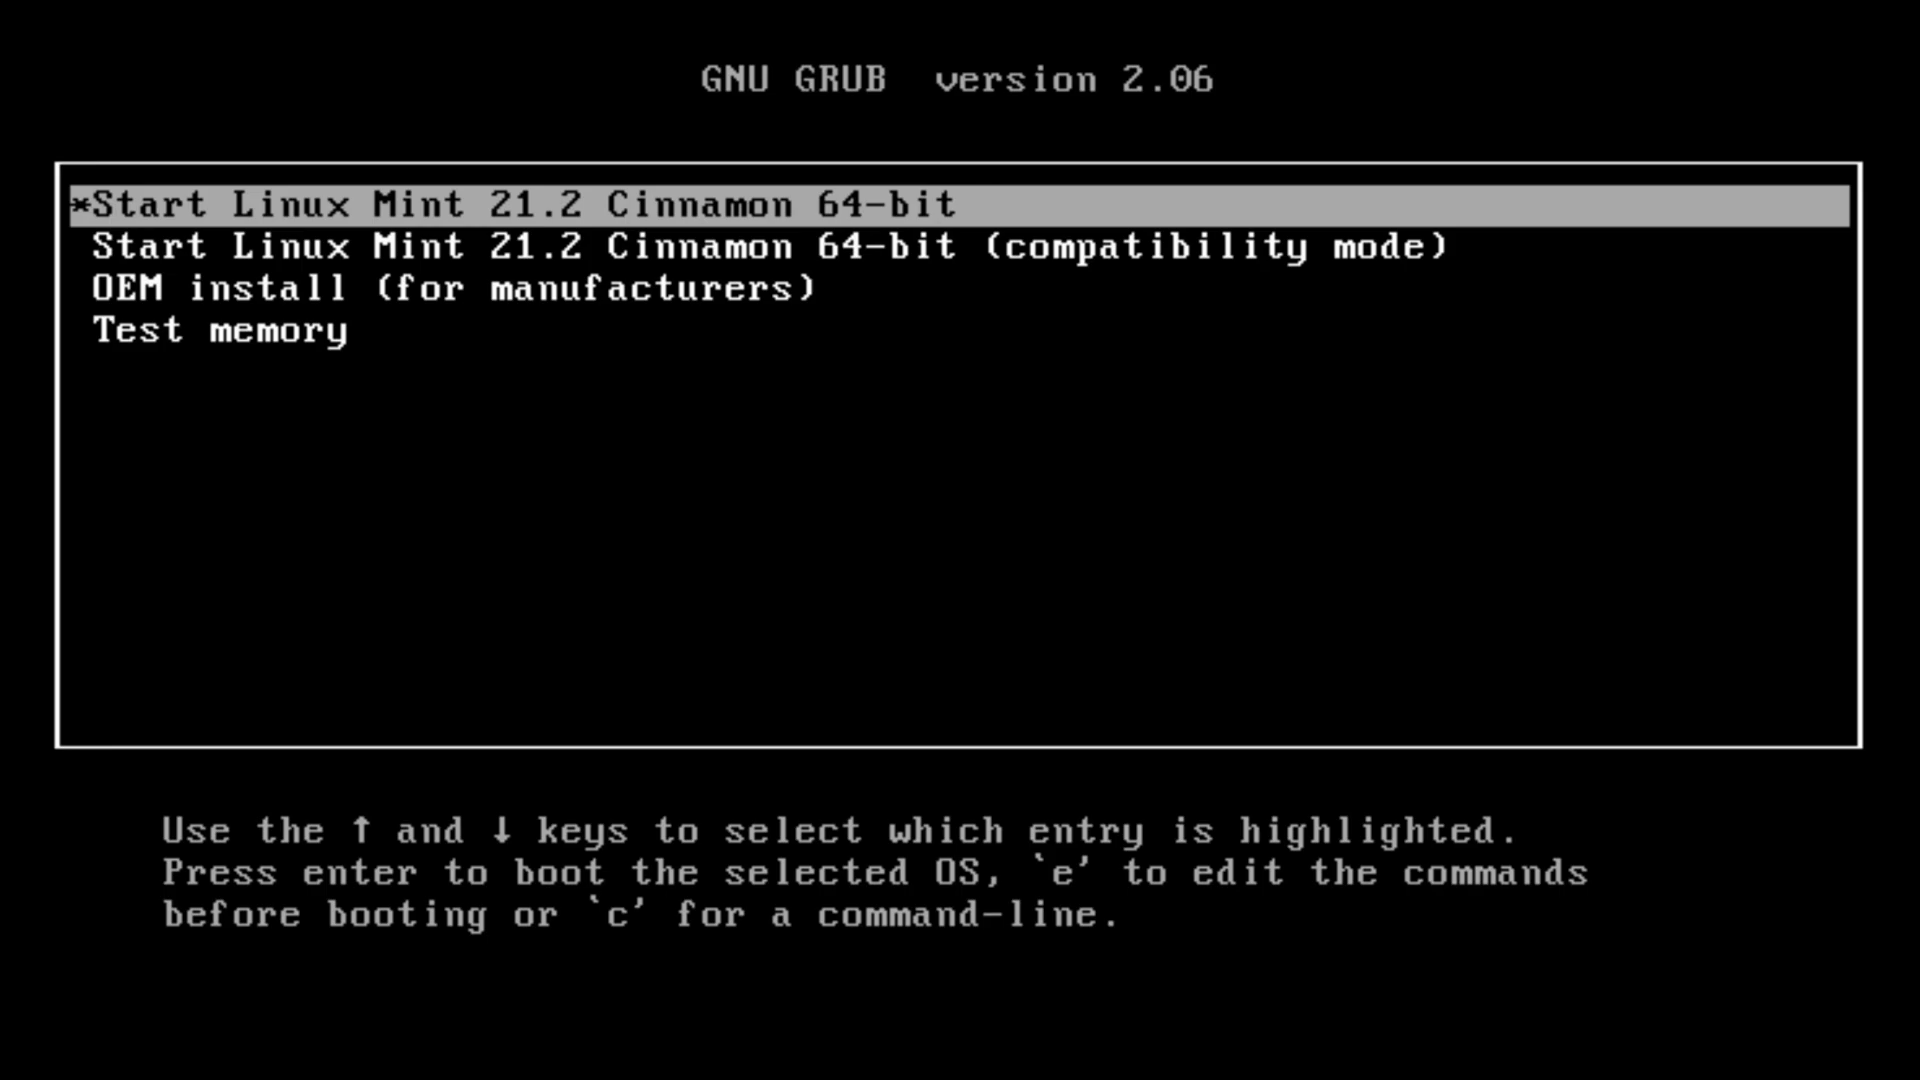 GNU GRUB  version 2.06
*Start Linux Mint 21.2 Cinnamon 64-bit
Start Linux Mint 21.2 Cinnamon 64-bit (compatibility mode)
OEM install (for manufacturers)
Test memory
Use the ↑ and ↓ keys to select which entry is highlighted.
Press enter to boot the selected OS, `e' to edit the commands
before booting or `c' for a command-line.